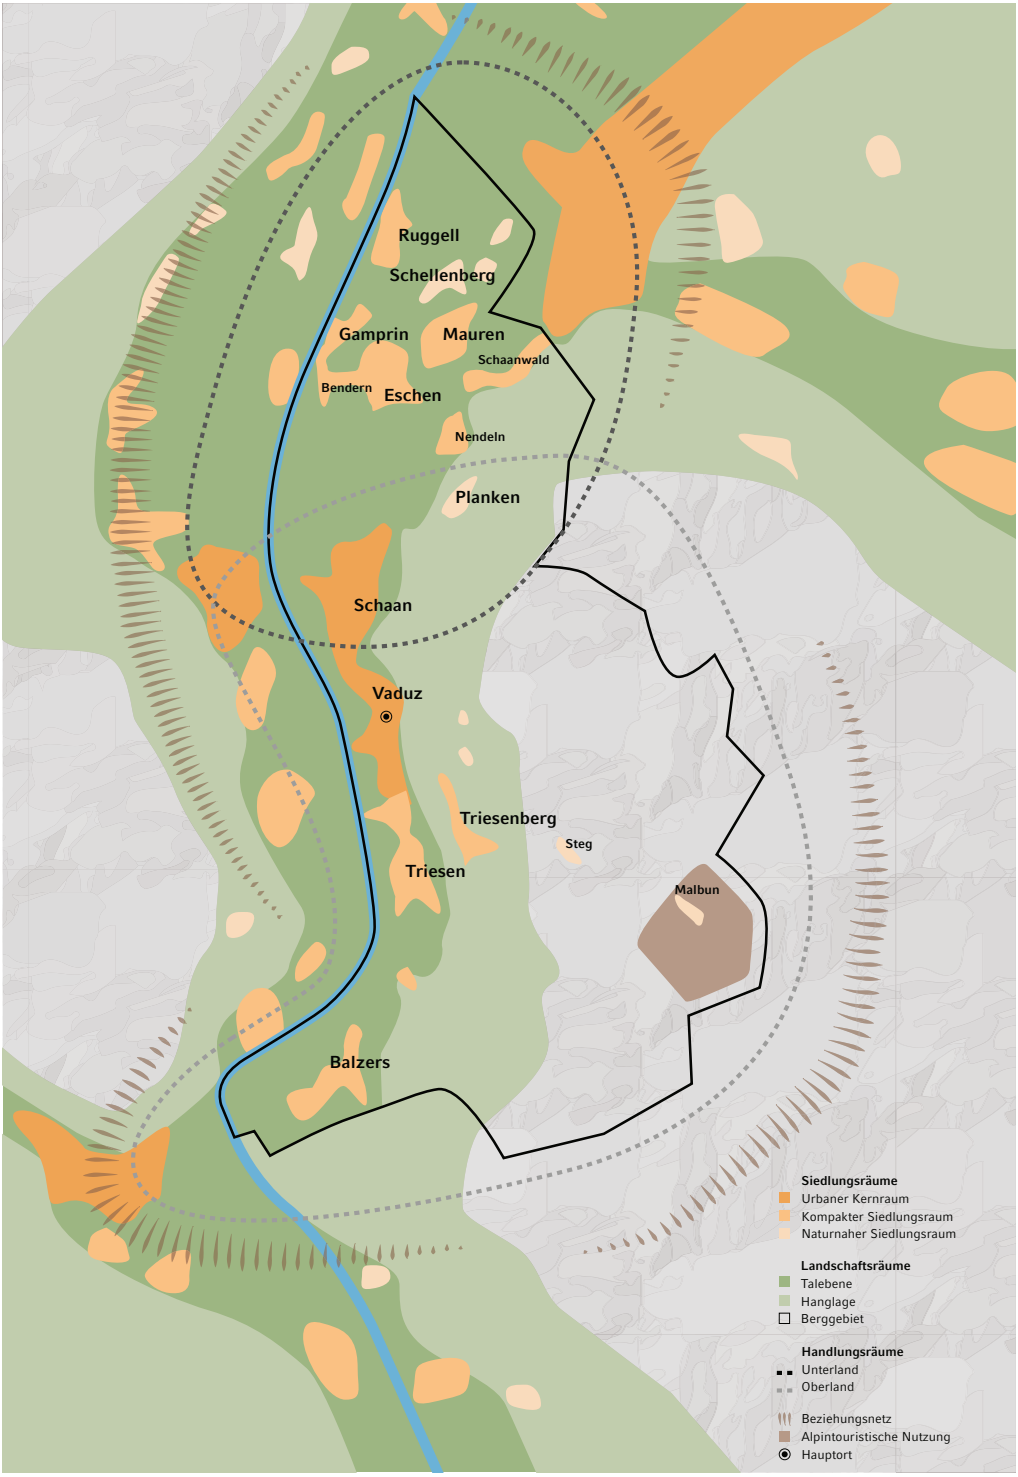 Ruggell
Schellenberg
Gamprin
Mauren
Schaanwald
Bendern
Eschen
Nendeln
Planken
Schaan
Vaduz
Triesenberg
Steg
Triesen
Malbun
Balzers
Siedlungsräume
Urbaner Kernraum
Kompakter Siedlungsraum
Naturnaher Siedlungsraum
Landschaftsräume
Talebene
Hanglage
Berggebiet
Handlungsräume
Unterland
Oberland
Beziehungsnetz
Alpintouristische Nutzung
Hauptort